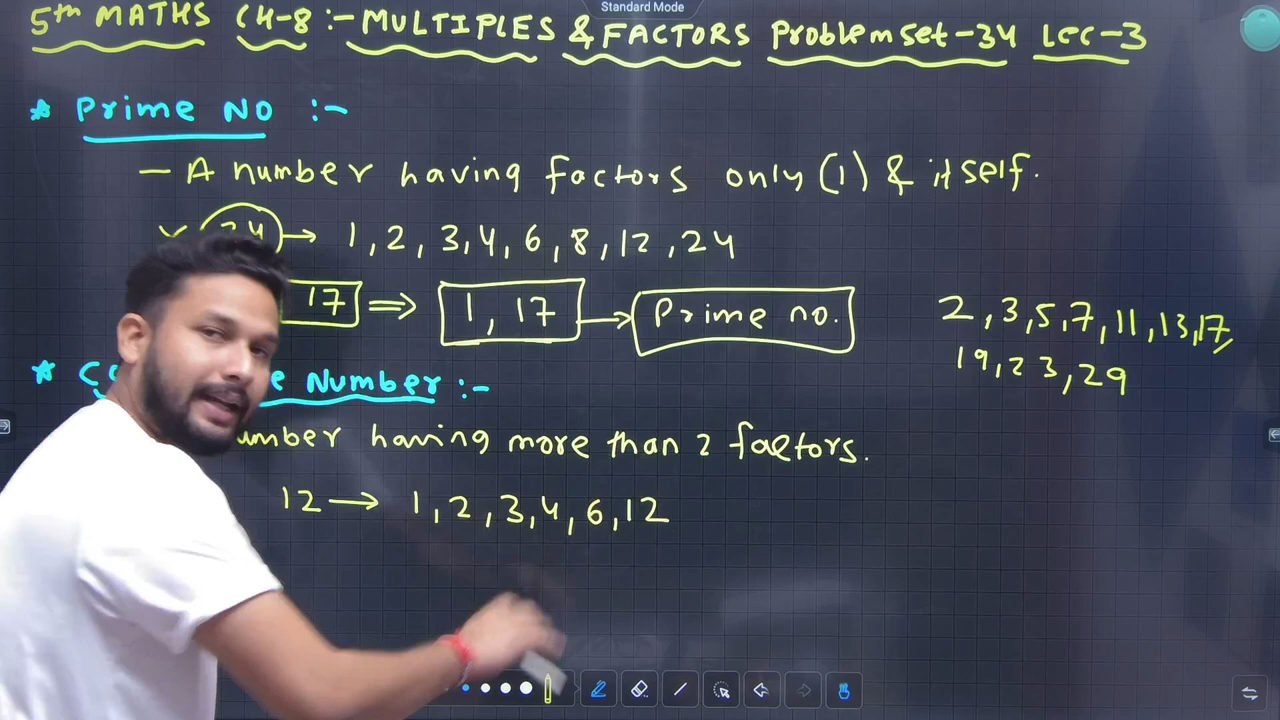 Standard Mode
5th MATHS CH-8 :- MULTIPLES & FACTORS Problem set-34 Lec-3
* Prime NO :-
- A number having factors only (1) & itself.
→ 1, 2, 3, 4, 6, 8, 12, 24
17 ⇒ 1, 17 → Prime no.
2, 3, 5, 7, 11, 13, 17,
19, 23, 29
* Number :-
having more than 2 factors.
12 → 1, 2, 3, 4, 6, 12